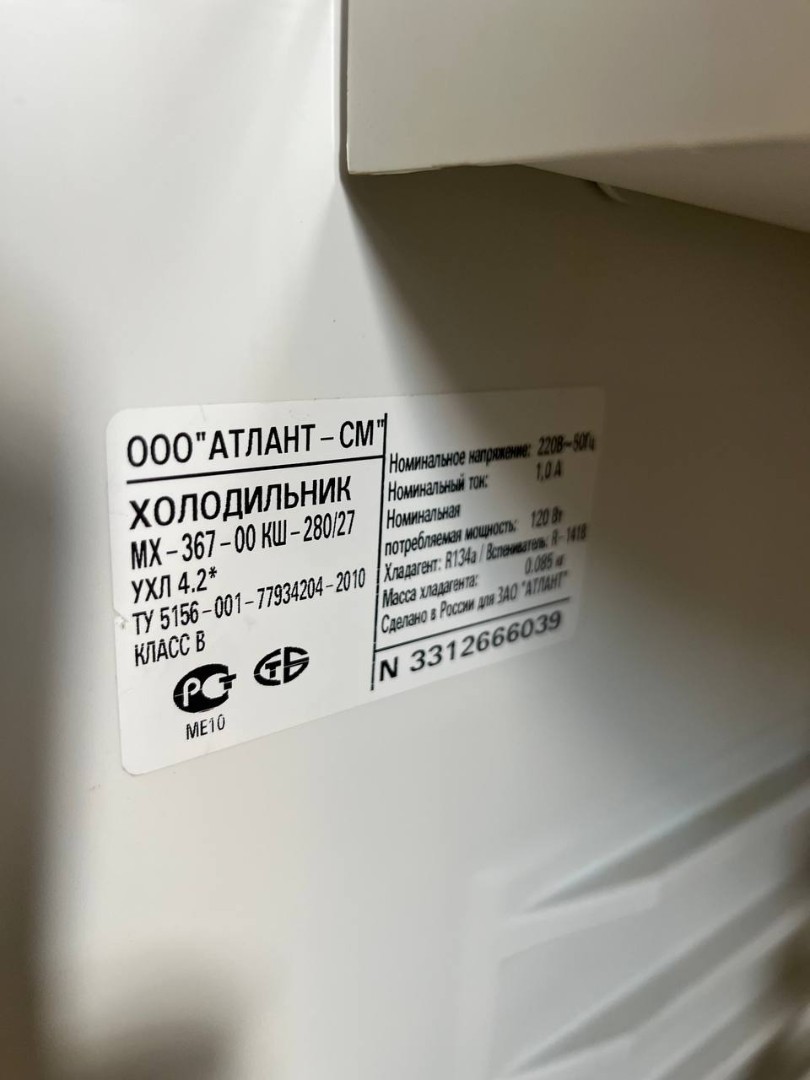 ООО"АТЛАНТ-СМ"
ХОЛОДИЛЬНИК
МХ-367-00 КШ-280/27
УХЛ 4.2*
ТУ 5156-001-77934204-2010
КЛАСС В
РСТ
СТБ
МЕ10
Номинальное напряжение: 220В~50Гц
Номинальный ток: 1,0 А
Номинальная
потребляемая мощность: 120 Вт
Хладагент: R134a / Вспениватель: R-141B
Масса хладагента: 0.085 кг
Сделано в России для ЗАО "АТЛАНТ"
N 3312666039